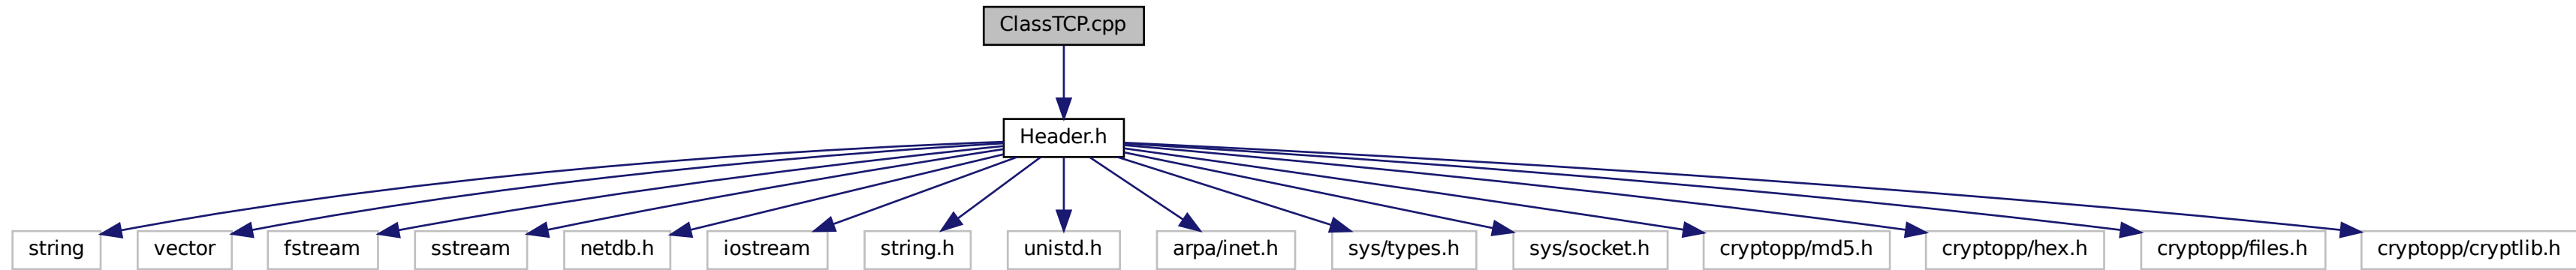 ClassTCP.cpp
Header.h
string
vector
fstream
sstream
netdb.h
iostream
string.h
unistd.h
arpa/inet.h
sys/types.h
sys/socket.h
cryptopp/md5.h
cryptopp/hex.h
cryptopp/files.h
cryptopp/cryptlib.h